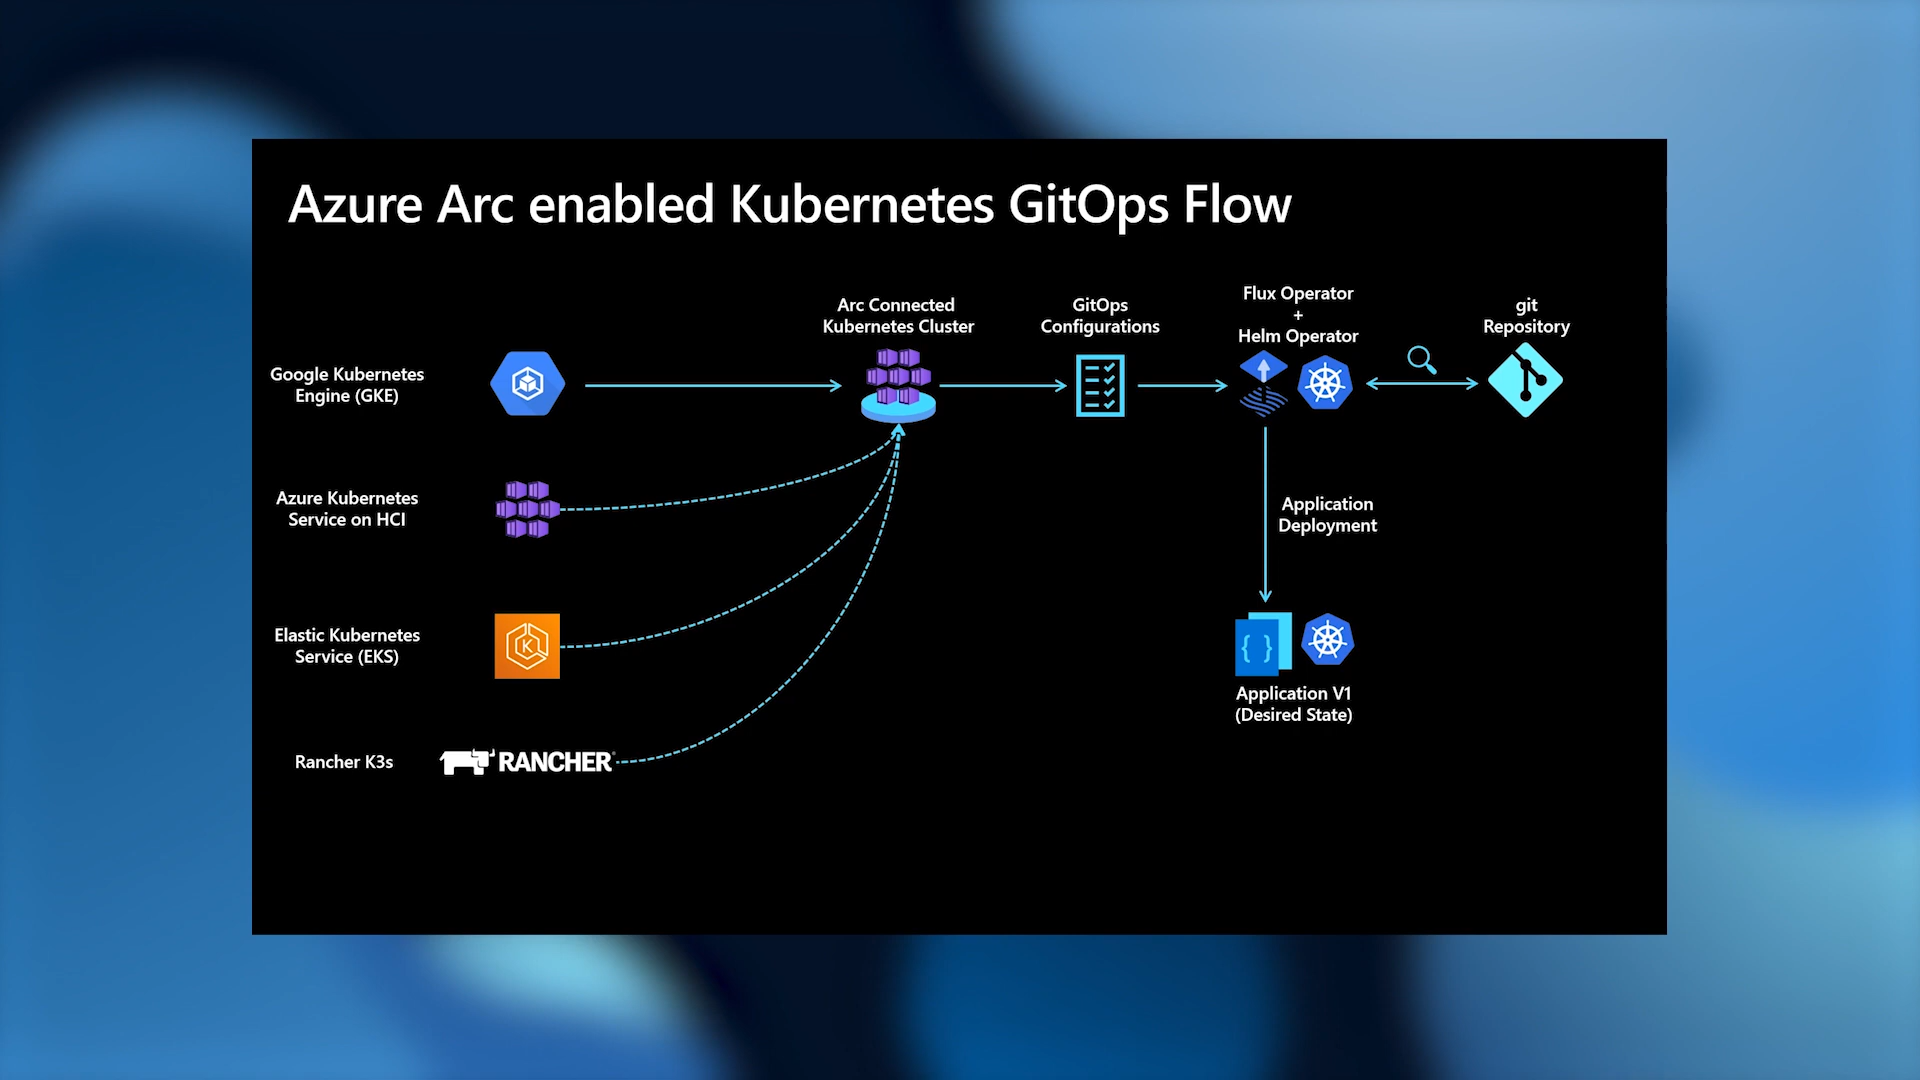 Azure Arc enabled Kubernetes GitOps Flow
Arc Connected
Kubernetes Cluster
GitOps
Configurations
Flux Operator
+
Helm Operator
git
Repository
Google Kubernetes
Engine (GKE)
Azure Kubernetes
Service on HCI
Application
Deployment
Elastic Kubernetes
Service (EKS)
K
{ }
Application V1
(Desired State)
Rancher K3s
RANCHER